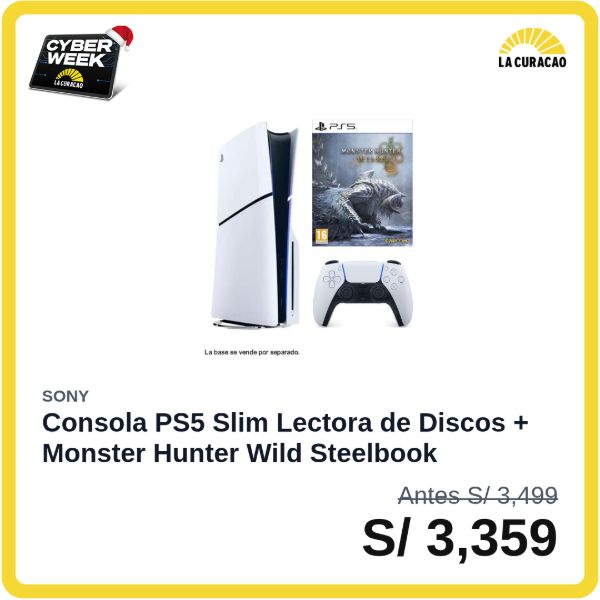 CYBER
WEEK
LA CURACAO
LA CURACAO
PS5
MONSTER HUNTER
WILDS
16
CAPCOM
La base se vende por separado.
SONY
Consola PS5 Slim Lectora de Discos +
Monster Hunter Wild Steelbook
Antes S/ 3,499
S/ 3,359